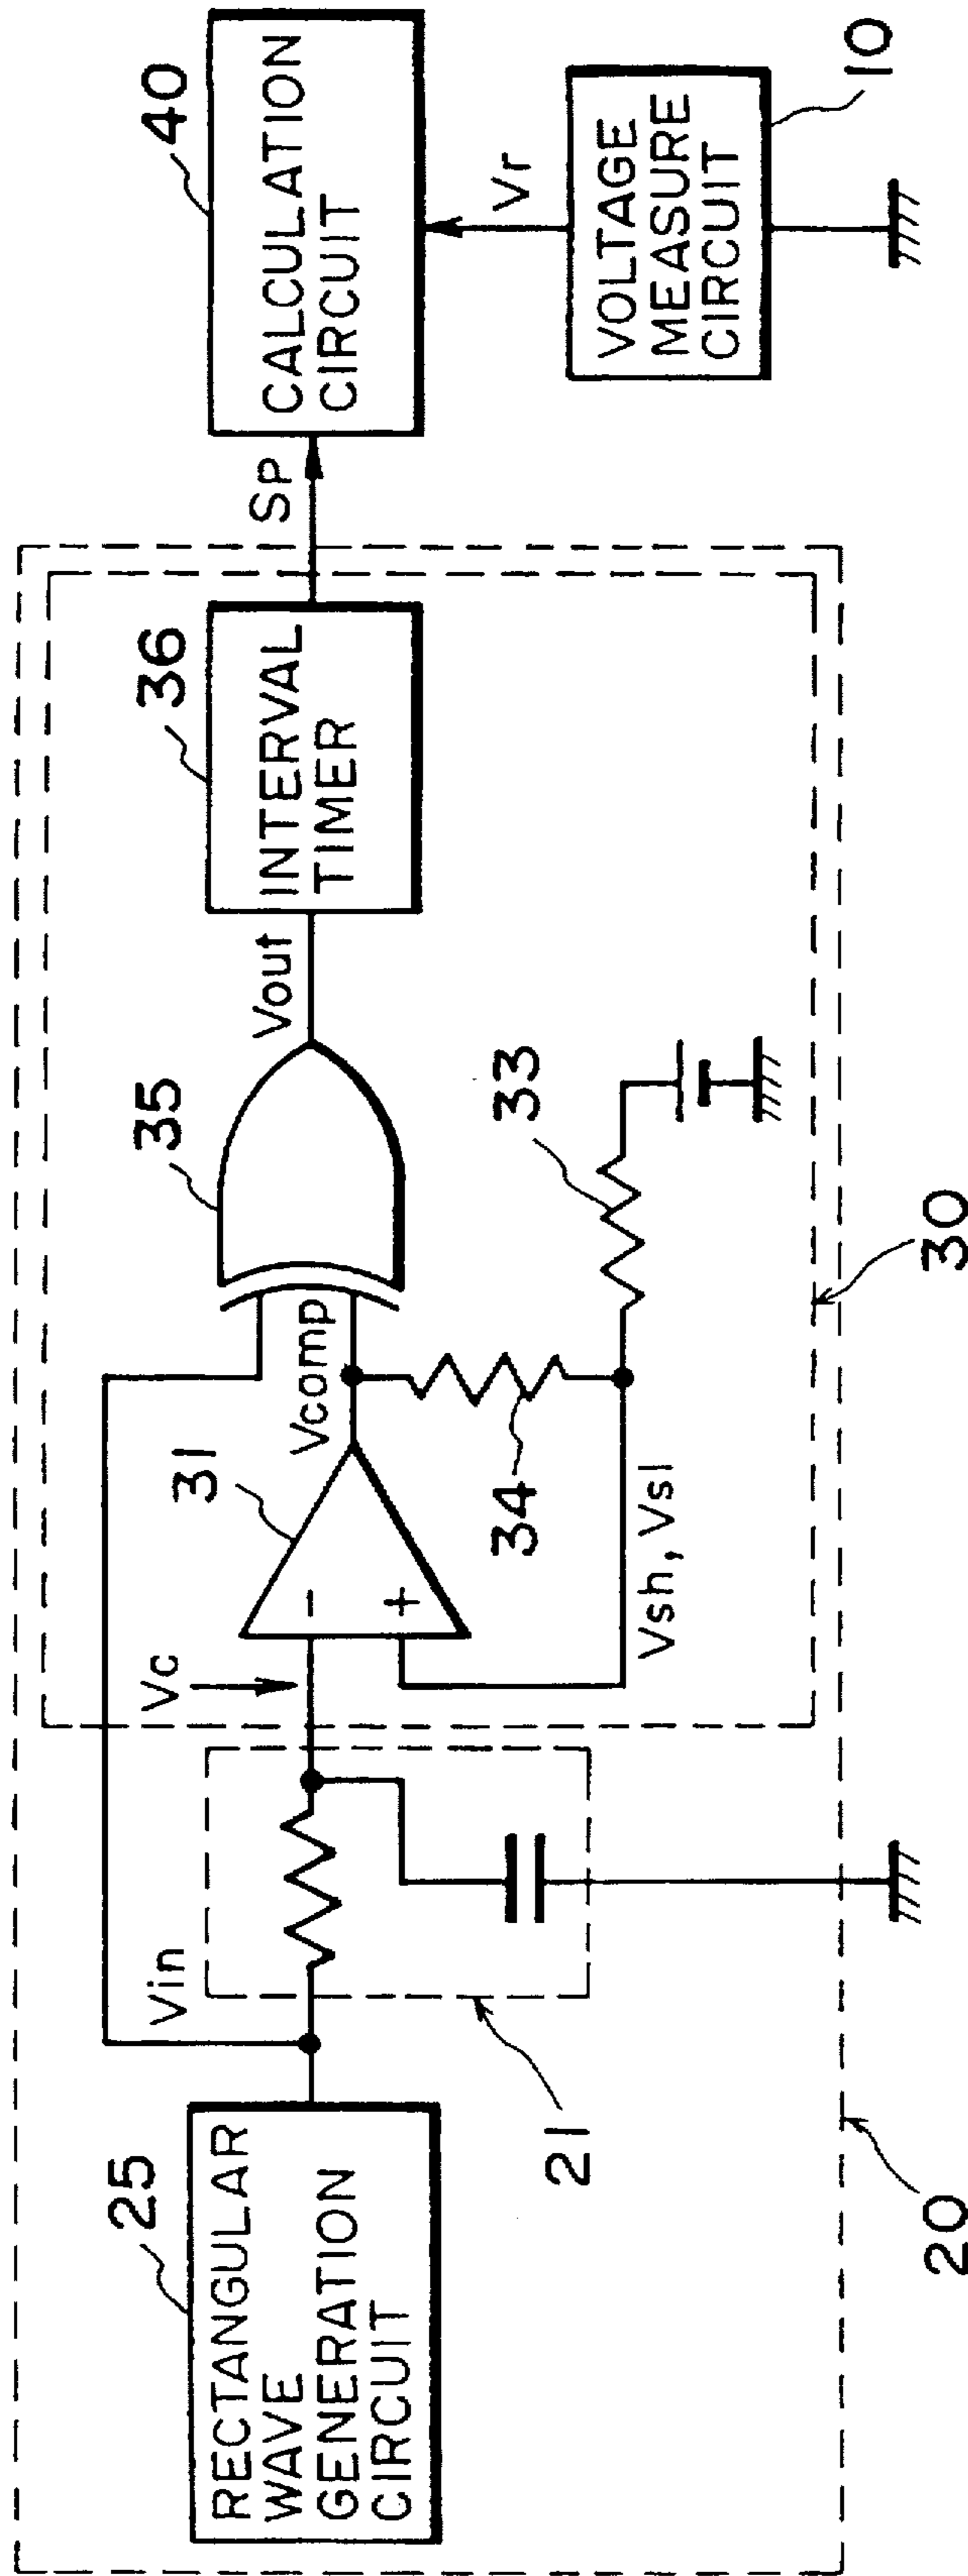 25
RECTANGULAR
WAVE
GENERATION
CIRCUIT
Vin
21
20
Vc
31
−
+
Vcomp
34
Vsh, Vsl
33
30
35
Vout
36
INTERVAL
TIMER
SP
40
CALCULATION
CIRCUIT
Vr
VOLTAGE
MEASURE
CIRCUIT
10